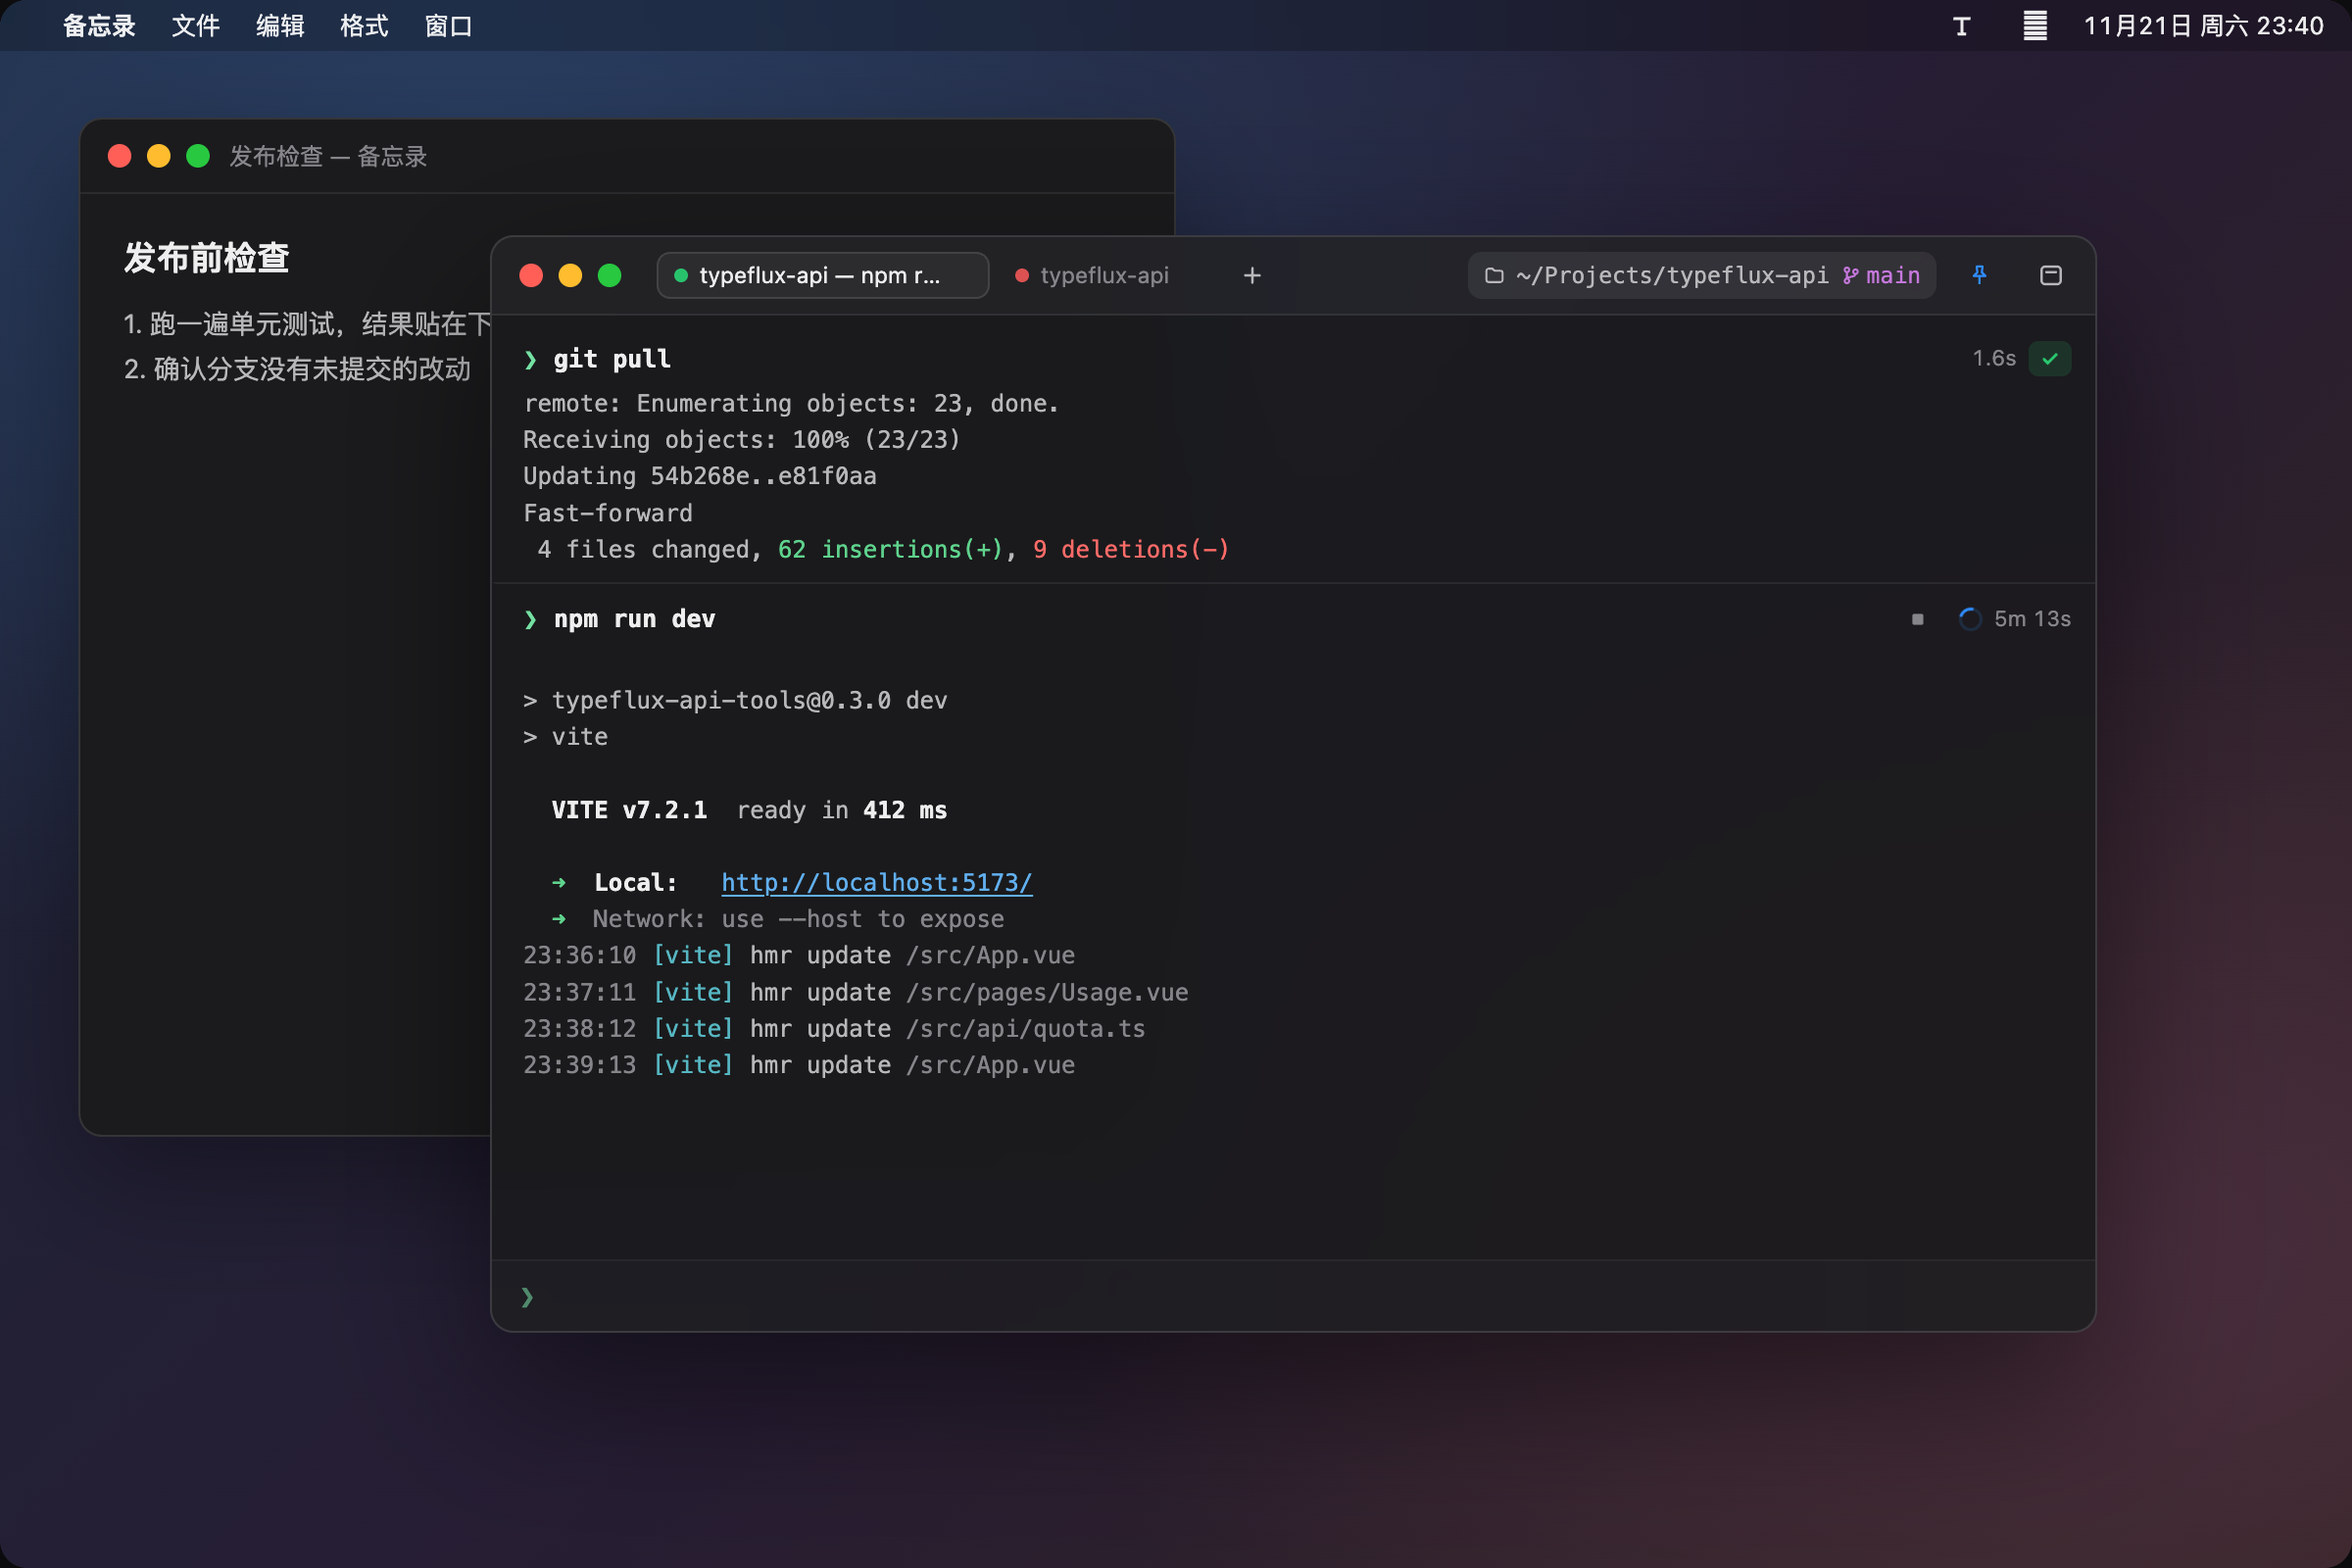 备忘录 文件 编辑 格式 窗口 11月21日 周六 23:40
发布检查 — 备忘录
发布前检查
1. 跑一遍单元测试，结果贴在下
2. 确认分支没有未提交的改动
typeflux-api — npm r... typeflux-api + ~/Projects/typeflux-api main
❯ git pull 1.6s
remote: Enumerating objects: 23, done.
Receiving objects: 100% (23/23)
Updating 54b268e..e81f0aa
Fast-forward
4 files changed, 62 insertions(+), 9 deletions(-)
❯ npm run dev 5m 13s
> typeflux-api-tools@0.3.0 dev
> vite
VITE v7.2.1 ready in 412 ms
➜ Local: http://localhost:5173/
➜ Network: use --host to expose
23:36:10 [vite] hmr update /src/App.vue
23:37:11 [vite] hmr update /src/pages/Usage.vue
23:38:12 [vite] hmr update /src/api/quota.ts
23:39:13 [vite] hmr update /src/App.vue
❯